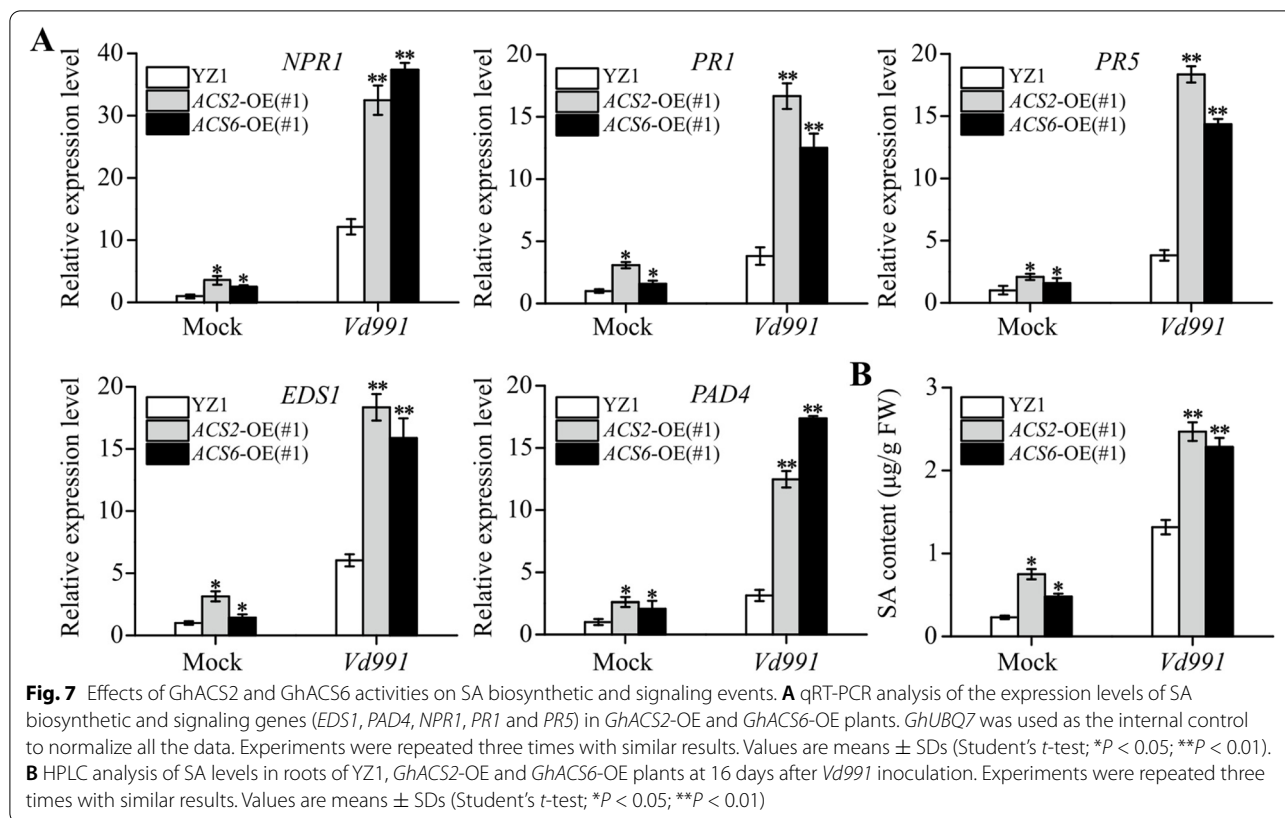 A
NPR1
YZ1
ACS2-OE(#1)
ACS6-OE(#1)
Relative expression level
40
30
20
10
0
*
*
**
**
Mock
Vd991
PR1
YZ1
ACS2-OE(#1)
ACS6-OE(#1)
Relative expression level
20
15
10
5
0
*
*
**
**
Mock
Vd991
PR5
YZ1
ACS2-OE(#1)
ACS6-OE(#1)
Relative expression level
20
15
10
5
0
*
*
**
**
Mock
Vd991
EDS1
YZ1
ACS2-OE(#1)
ACS6-OE(#1)
Relative expression level
20
15
10
5
0
*
*
**
**
Mock
Vd991
PAD4
YZ1
ACS2-OE(#1)
ACS6-OE(#1)
Relative expression level
20
15
10
5
0
*
*
**
**
Mock
Vd991
B
YZ1
ACS2-OE(#1)
ACS6-OE(#1)
SA content (µg/g FW)
3
2
1
0
*
*
**
**
Mock
Vd991
Fig. 7 Effects of GhACS2 and GhACS6 activities on SA biosynthetic and signaling events. A qRT-PCR analysis of the expression levels of SA
biosynthetic and signaling genes (EDS1, PAD4, NPR1, PR1 and PR5) in GhACS2-OE and GhACS6-OE plants. GhUBQ7 was used as the internal control
to normalize all the data. Experiments were repeated three times with similar results. Values are means ± SDs (Student's t-test; *P < 0.05; **P < 0.01).
B HPLC analysis of SA levels in roots of YZ1, GhACS2-OE and GhACS6-OE plants at 16 days after Vd991 inoculation. Experiments were repeated three
times with similar results. Values are means ± SDs (Student's t-test; *P < 0.05; **P < 0.01)